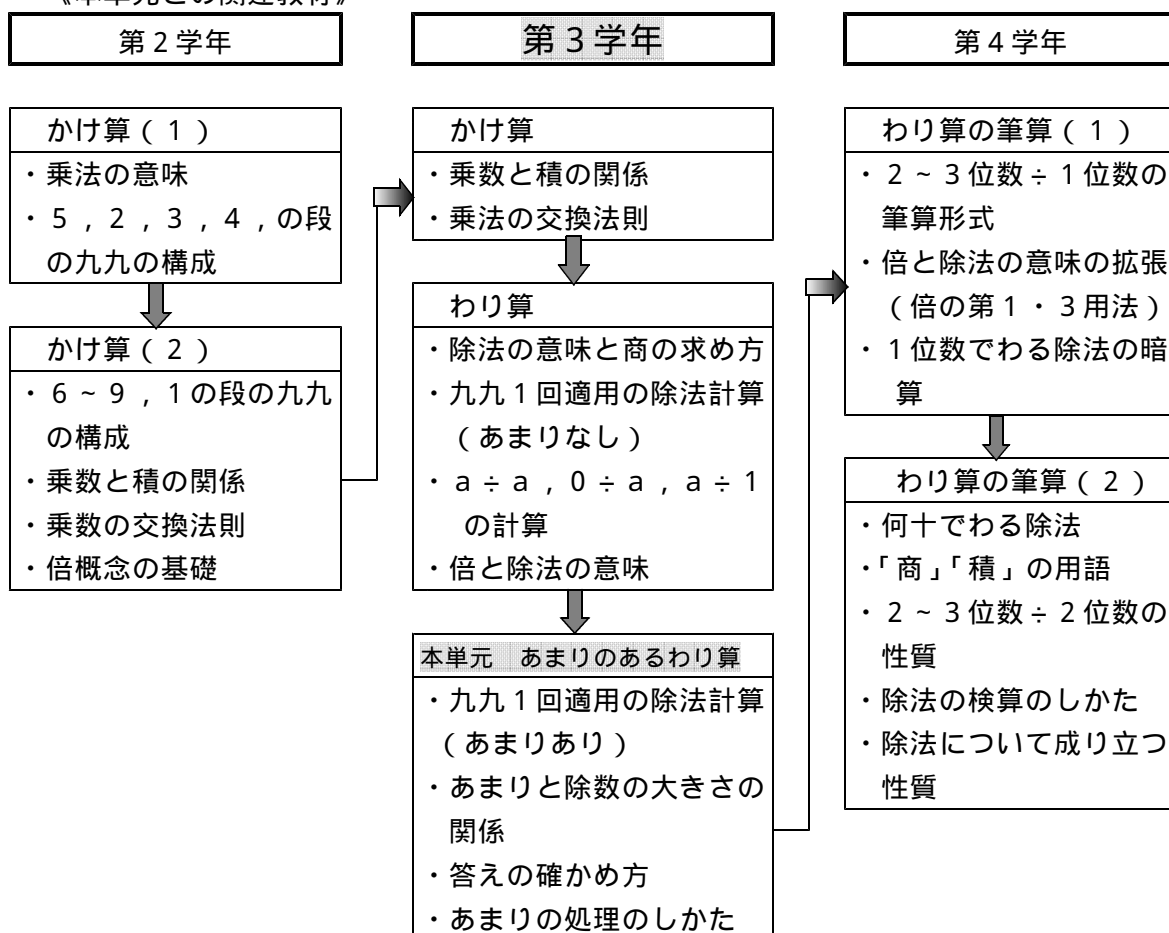 《本単元との関連教材》
第2学年
かけ算(1)
・乗法の意味
・5,2,3,4,の段
の九九の構成
かけ算(2)
・6~9,1の段の九九
の構成
・乗数と積の関係
・乗数の交換法則
・倍概念の基礎
第3学年
かけ算
・乗数と積の関係
・乗法の交換法則
わり算
・除法の意味と商の求め方
・九九1回適用の除法計算
(あまりなし)
・a÷a,0÷a,a÷1
の計算
・倍と除法の意味
本単元 あまりのあるわり算
・九九1回適用の除法計算
(あまりあり)
・あまりと除数の大きさの
関係
・答えの確かめ方
・あまりの処理のしかた
第4学年
わり算の筆算(1)
・2~3位数÷1位数の
筆算形式
・倍と除法の意味の拡張
(倍の第1・3用法)
・1位数でわる除法の暗
算
わり算の筆算(2)
・何十でわる除法
・「商」「積」の用語
・2~3位数÷2位数の
性質
・除法の検算のしかた
・除法について成り立つ
性質